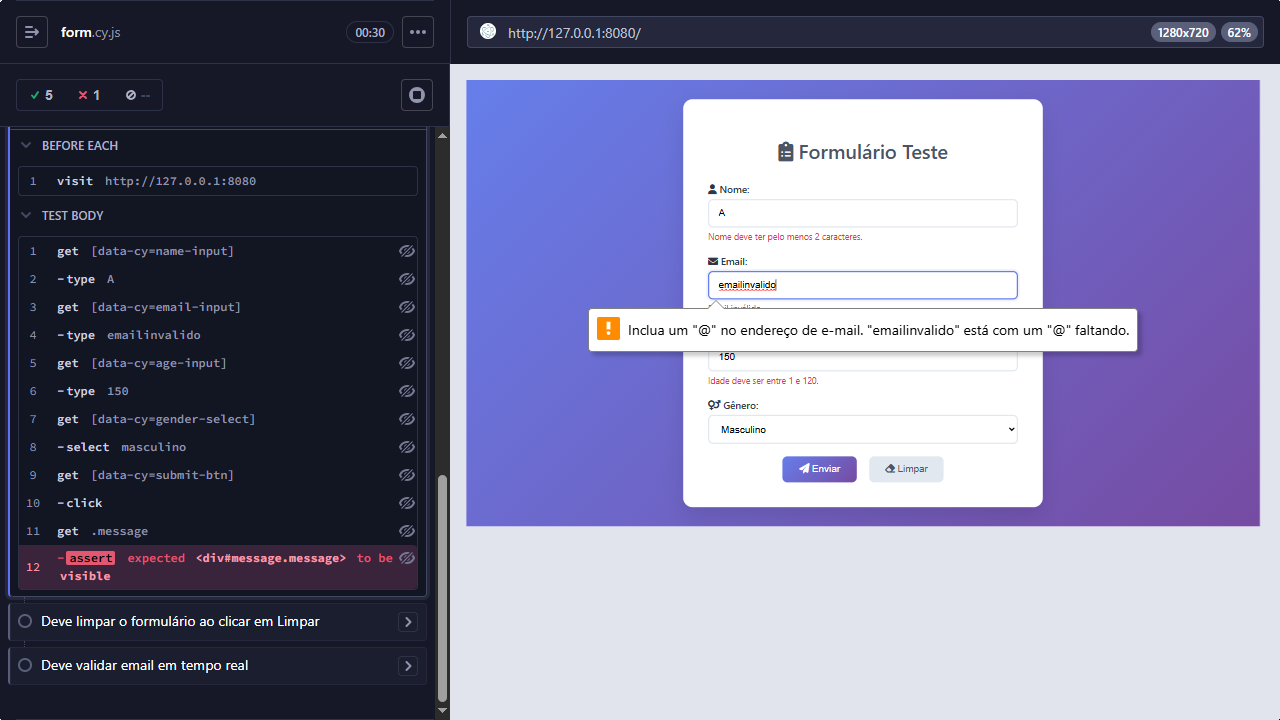 form.cy.js
00:30
http://127.0.0.1:8080/
1280x720
62%
5
1
--
BEFORE EACH
1 visit http://127.0.0.1:8080
TEST BODY
1 get [data-cy=name-input]
2 -type A
3 get [data-cy=email-input]
4 -type emailinvalido
5 get [data-cy=age-input]
6 -type 150
7 get [data-cy=gender-select]
8 -select masculino
9 get [data-cy=submit-btn]
10 -click
11 get .message
12 -assert expected <div#message.message> to be
visible
Deve limpar o formulário ao clicar em Limpar
Deve validar email em tempo real
Formulário Teste
Nome:
A
Nome deve ter pelo menos 2 caracteres.
Email:
emailinvalido
Inclua um "@" no endereço de e-mail. "emailinvalido" está com um "@" faltando.
150
Idade deve ser entre 1 e 120.
Gênero:
Masculino
Enviar
Limpar